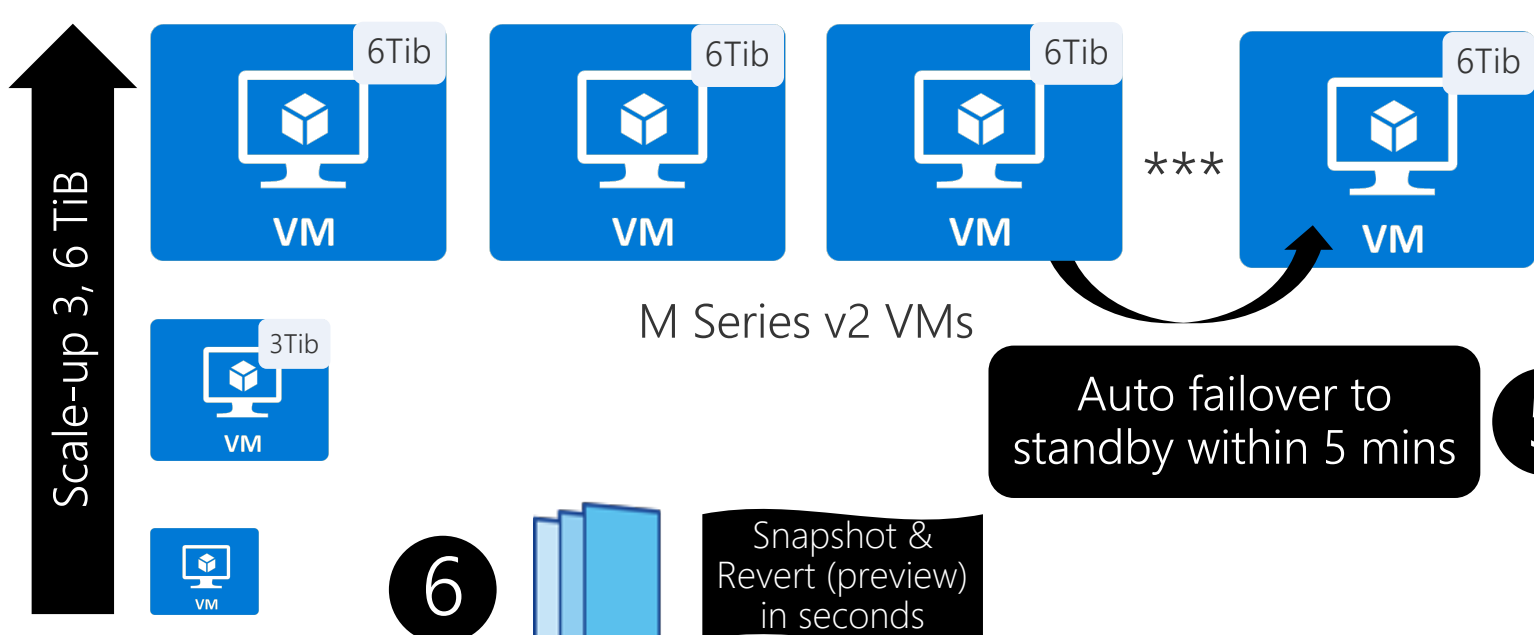 6Tib
6Tib
6Tib
6Tib
VM
VM
VM
***
VM
Scale-up 3, 6 TiB
M Series v2 VMs
3Tib
VM
Auto failover to
standby within 5 mins
5
VM
6
Snapshot &
Revert (preview)
in seconds